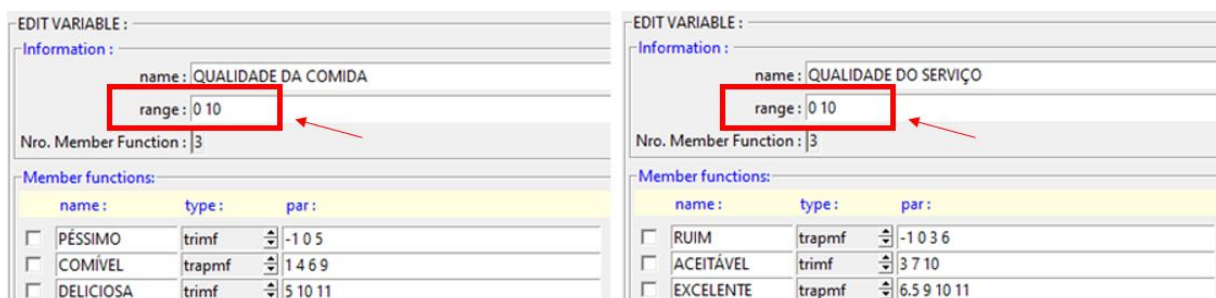 EDIT VARIABLE :
Information :
name : QUALIDADE DA COMIDA
range : 0 10
Nro. Member Function : 3
Member functions:
name : type : par :
PÉSSIMO trimf -1 0 5
COMÍVEL trapmf 1 4 6 9
DELICIOSA trimf 5 10 11
EDIT VARIABLE :
Information :
name : QUALIDADE DO SERVIÇO
range : 0 10
Nro. Member Function : 3
Member functions:
name : type : par :
RUIM trapmf -1 0 3 6
ACEITÁVEL trimf 3 7 10
EXCELENTE trapmf 6.5 9 10 11